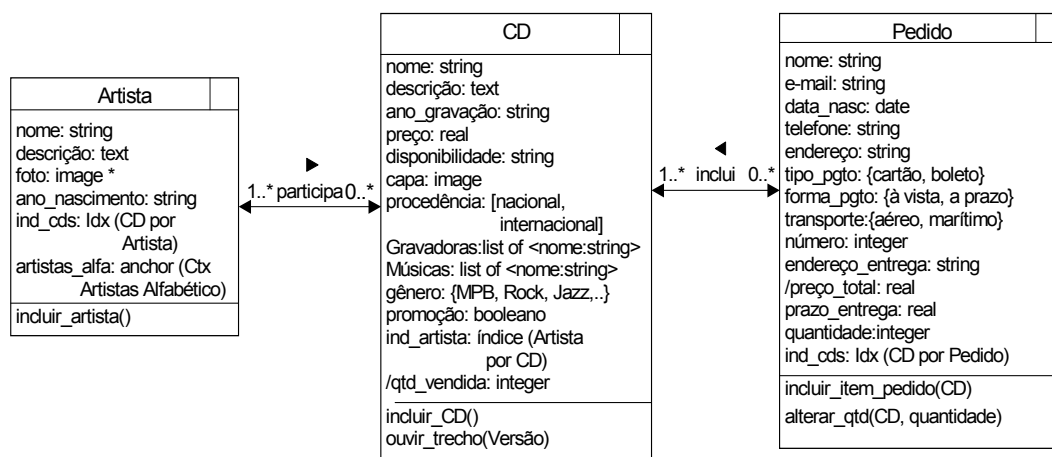 Artista
nome: string
descrição: text
foto: image *
ano_nascimento: string
ind_cds: Idx (CD por
Artista)
artistas_alfa: anchor (Ctx
Artistas Alfabético)
incluir_artista()
1..* participa 0..*
CD
nome: string
descrição: text
ano_gravação: string
preço: real
disponibilidade: string
capa: image
procedência: [nacional,
internacional]
Gravadoras:list of <nome:string>
Músicas: list of <nome:string>
gênero: {MPB, Rock, Jazz,..}
promoção: booleano
ind_artista: índice (Artista
por CD)
/qtd_vendida: integer
incluir_CD()
ouvir_trecho(Versão)
1..* inclui 0..*
Pedido
nome: string
e-mail: string
data_nasc: date
telefone: string
endereço: string
tipo_pgto: {cartão, boleto}
forma_pgto: {à vista, a prazo}
transporte:{aéreo, marítimo}
número: integer
endereço_entrega: string
/preço_total: real
prazo_entrega: real
quantidade:integer
ind_cds: Idx (CD por Pedido)
incluir_item_pedido(CD)
alterar_qtd(CD, quantidade)